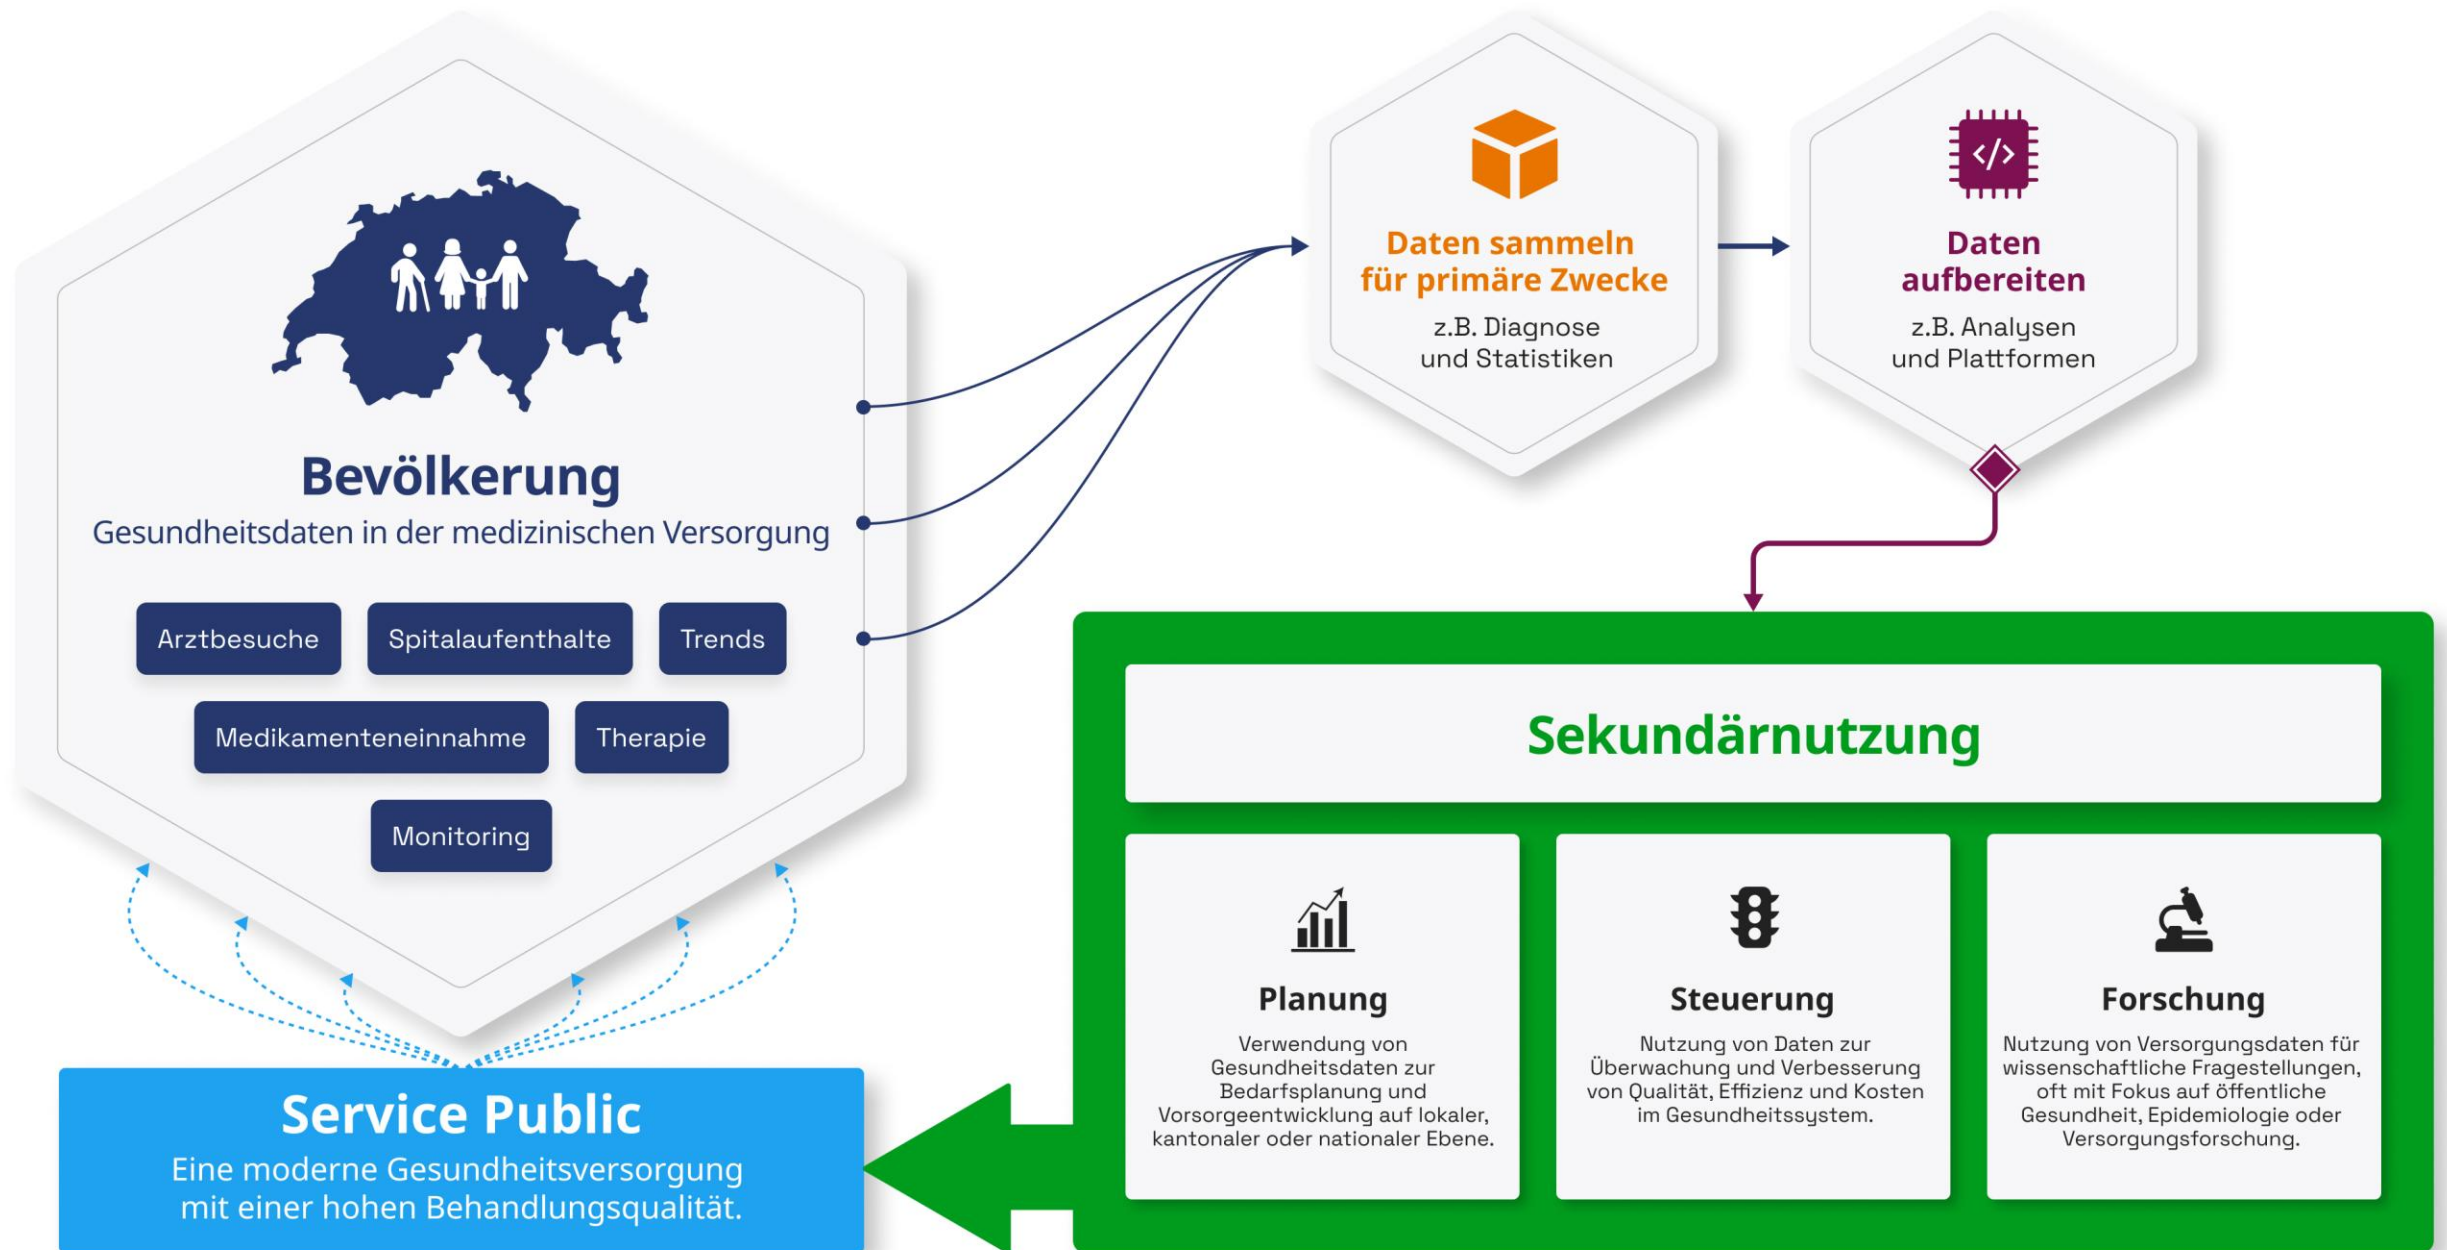 Bevölkerung
Gesundheitsdaten in der medizinischen Versorgung
Arztbesuche
Spitalaufenthalte
Trends
Medikamenteneinnahme
Therapie
Monitoring
Daten sammeln
für primäre Zwecke
z.B. Diagnose
und Statistiken
</>
Daten
aufbereiten
z.B. Analysen
und Plattformen
Sekundärnutzung
Planung
Verwendung von
Gesundheitsdaten zur
Bedarfsplanung und
Vorsorgeentwicklung auf lokaler,
kantonaler oder nationaler Ebene.
Steuerung
Nutzung von Daten zur
Überwachung und Verbesserung
von Qualität, Effizienz und Kosten
im Gesundheitssystem.
Forschung
Nutzung von Versorgungsdaten für
wissenschaftliche Fragestellungen,
oft mit Fokus auf öffentliche
Gesundheit, Epidemiologie oder
Versorgungsforschung.
Service Public
Eine moderne Gesundheitsversorgung
mit einer hohen Behandlungsqualität.